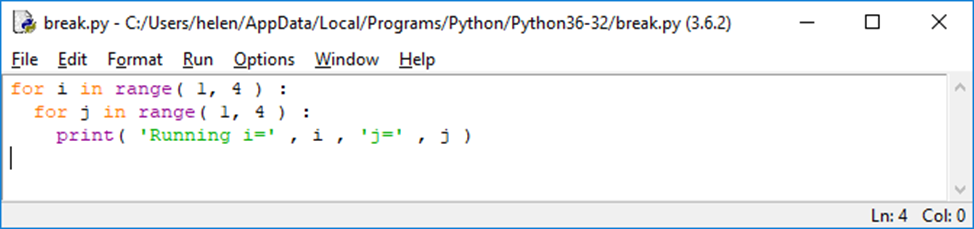 break.py - C:/Users/helen/AppData/Local/Programs/Python/Python36-32/break.py (3.6.2)
File Edit Format Run Options Window Help
for i in range( 1, 4 ) :
  for j in range( 1, 4 ) :
    print( 'Running i=' , i , 'j=' , j )
Ln: 4 Col: 0